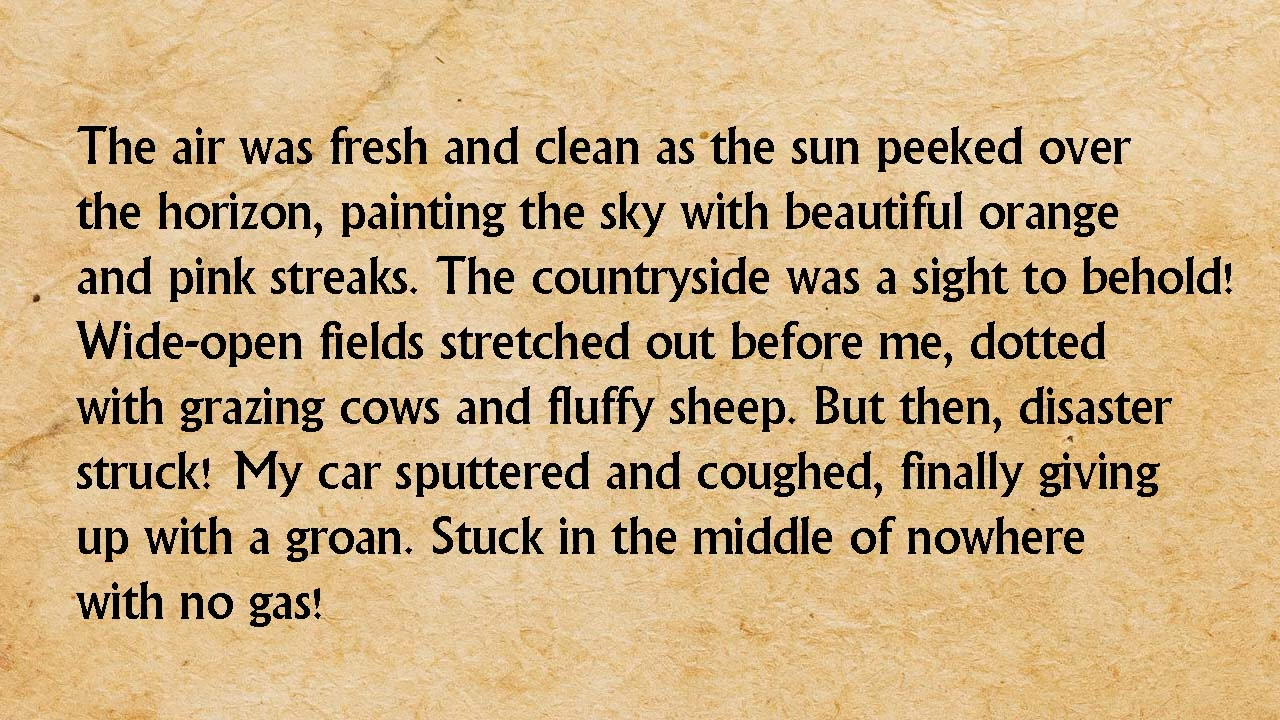 The air was fresh and clean as the sun peeked over
the horizon, painting the sky with beautiful orange
and pink streaks. The countryside was a sight to behold!
Wide-open fields stretched out before me, dotted
with grazing cows and fluffy sheep. But then, disaster
struck! My car sputtered and coughed, finally giving
up with a groan. Stuck in the middle of nowhere
with no gas!